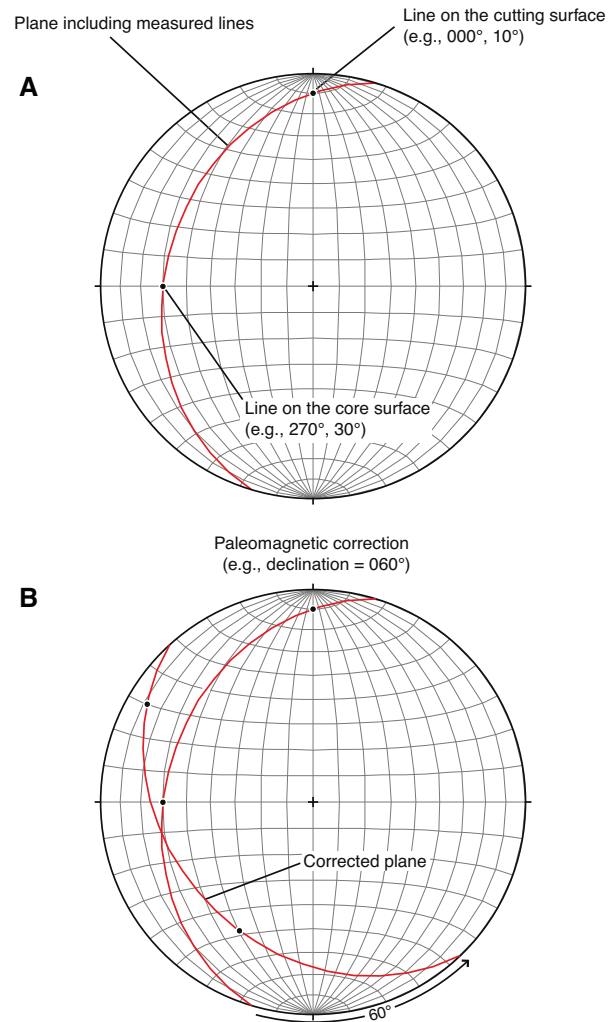 Line on the cutting surface
(e.g., 000°, 10°)
Plane including measured lines
A
Line on the core surface
(e.g., 270°, 30°)
Paleomagnetic correction
(e.g., declination = 060°)
B
Corrected plane
60°